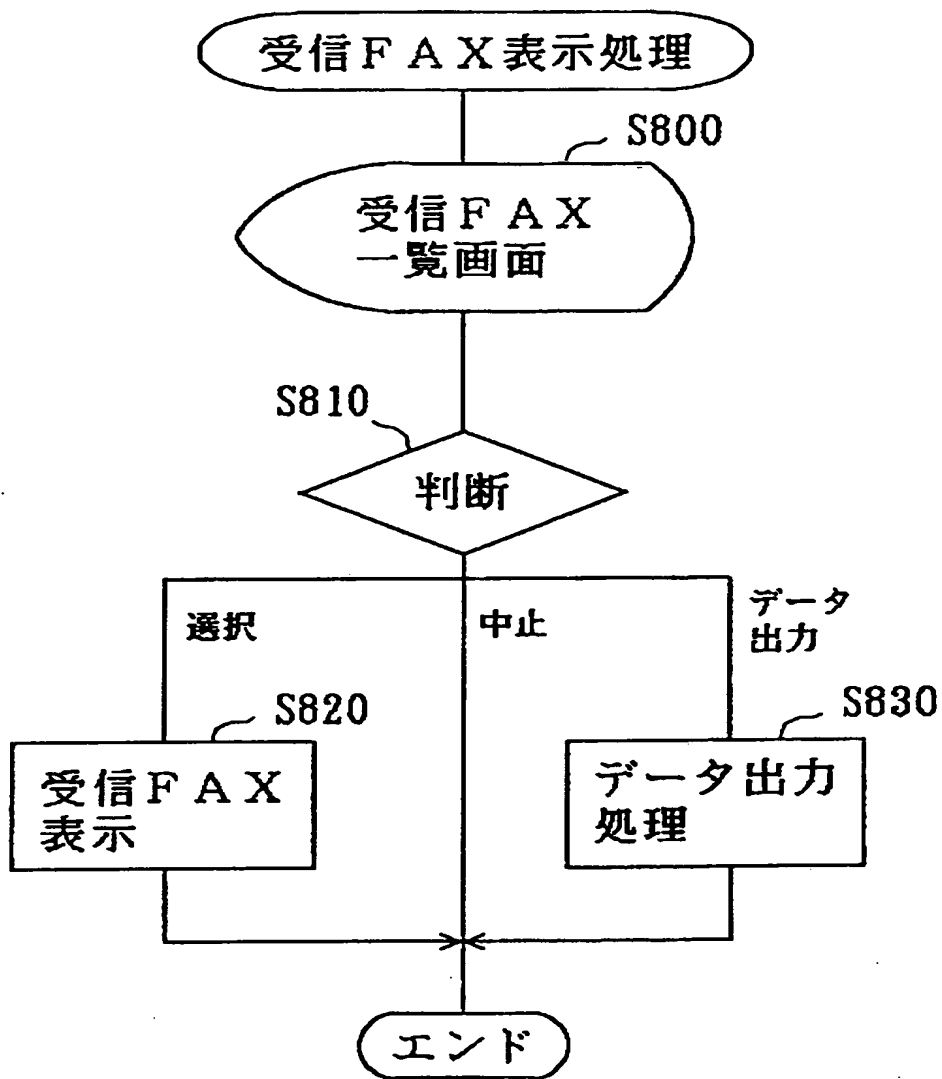 受信ＦＡＸ表示処理
S800
受信ＦＡＸ
一覧画面
S810
判断
選択
中止
データ
出力
S820
受信ＦＡＸ
表示
S830
データ出力
処理
エンド